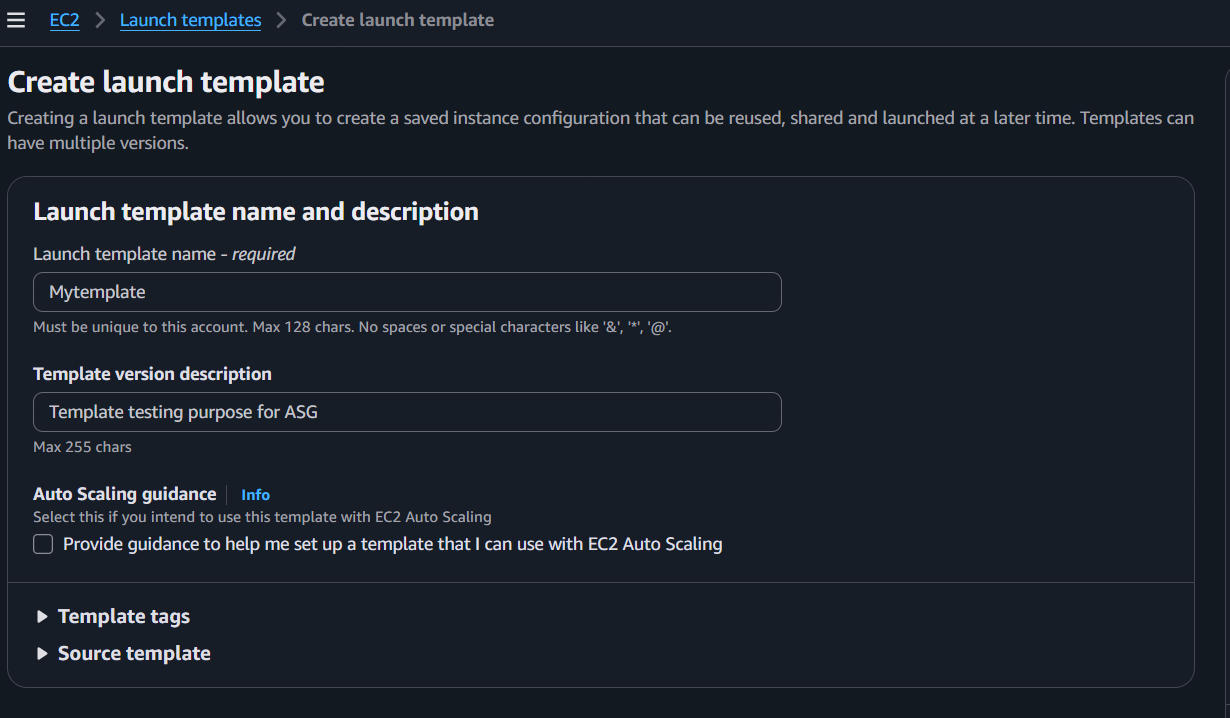 EC2 > Launch templates > Create launch template
Create launch template
Creating a launch template allows you to create a saved instance configuration that can be reused, shared and launched at a later time. Templates can
have multiple versions.
Launch template name and description
Launch template name - required
Mytemplate
Must be unique to this account. Max 128 chars. No spaces or special characters like '&', '*', '@'.
Template version description
Template testing purpose for ASG
Max 255 chars
Auto Scaling guidance | Info
Select this if you intend to use this template with EC2 Auto Scaling
Provide guidance to help me set up a template that I can use with EC2 Auto Scaling
Template tags
Source template